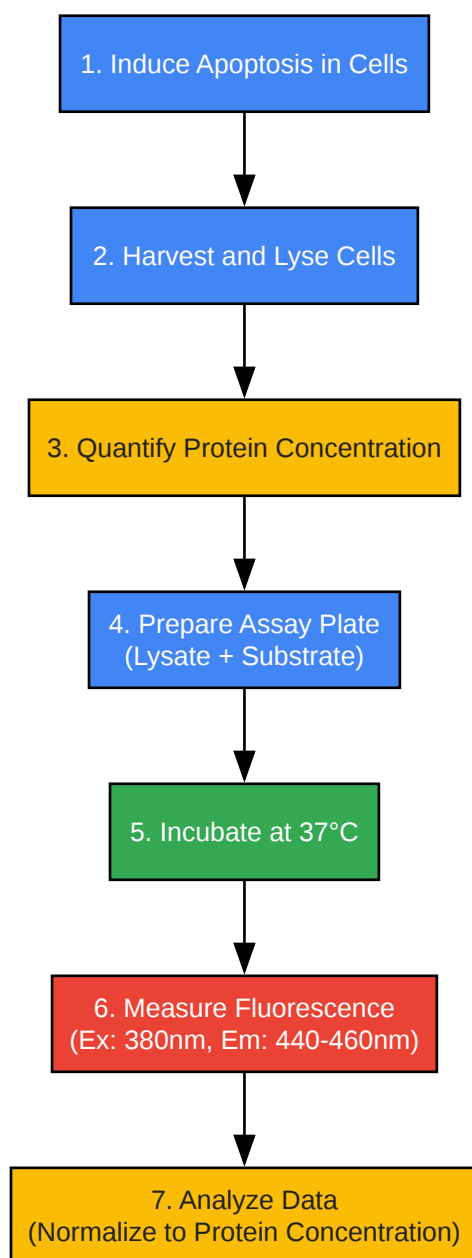 1. Induce Apoptosis in Cells
2. Harvest and Lyse Cells
3. Quantify Protein Concentration
4. Prepare Assay Plate
(Lysate + Substrate)
5. Incubate at 37°C
6. Measure Fluorescence
(Ex: 380nm, Em: 440-460nm)
7. Analyze Data
(Normalize to Protein Concentration)